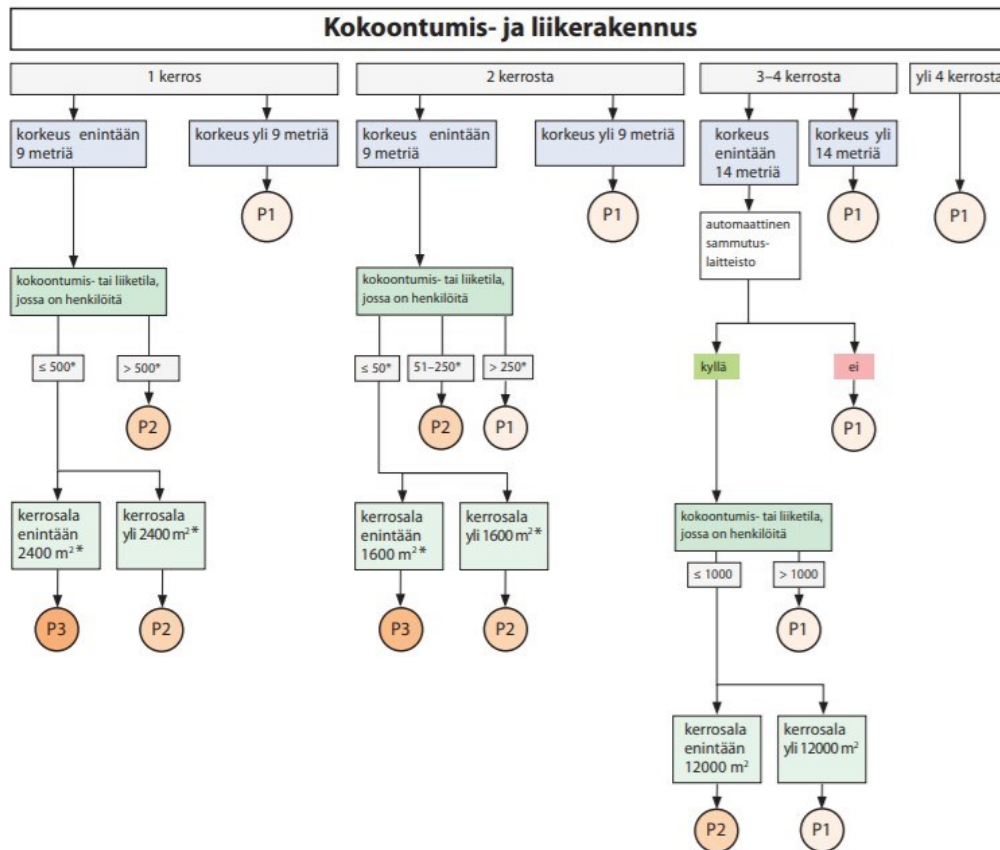 Kokoontumis- ja liikerakennus
1 kerros
2 kerrosta
3–4 kerrosta
yli 4 kerrosta
korkeus enintään
9 metriä
korkeus yli 9 metriä
korkeus enintään
9 metriä
korkeus yli 9 metriä
korkeus
enintään
14 metriä
korkeus yli
14 metriä
P1
P1
P1
P1
automaattinen
sammutus-
laitteisto
kokoontumis- tai liiketila,
jossa on henkilöitä
kokoontumis- tai liiketila,
jossa on henkilöitä
≤ 500*
> 500*
≤ 50*
51–250*
> 250*
kyllä
ei
P2
P2
P1
P1
kerrosala
enintään
2400 m²*
kerrosala
yli 2400 m²*
kerrosala
enintään
1600 m²*
kerrosala
yli 1600 m²*
kokoontumis- tai liiketila,
jossa on henkilöitä
≤ 1000
> 1000
P3
P2
P3
P2
P1
kerrosala
enintään
12000 m²
kerrosala
yli 12000 m²
P2
P1